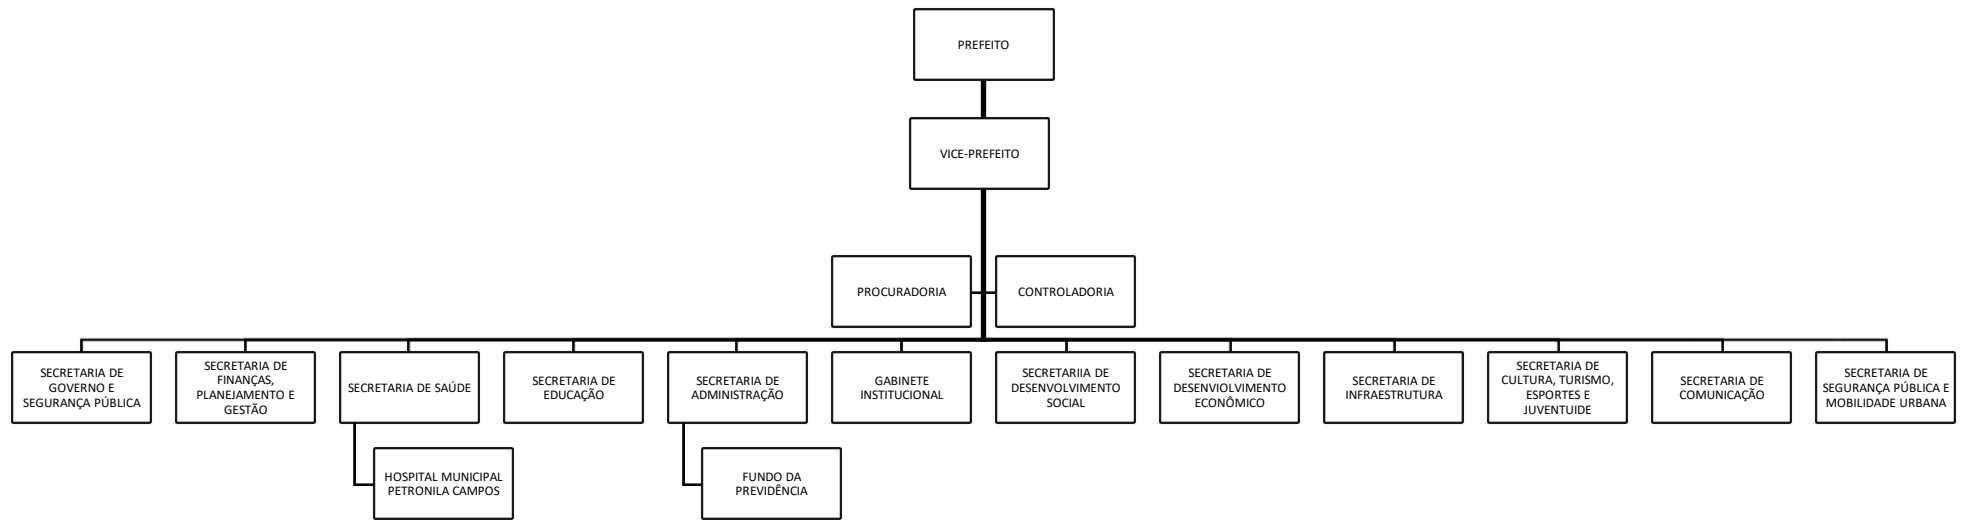 PREFEITO
VICE-PREFEITO
PROCURADORIA
CONTROLADORIA
SECRETARIA DE
GOVERNO E
SEGURANÇA PÚBLICA
SECRETARIA DE
FINANÇAS,
PLANEJAMENTO E
GESTÃO
SECRETARIA DE SAÚDE
SECRETARIA DE
EDUCAÇÃO
SECRETARIA DE
ADMINISTRAÇÃO
GABINETE
INSTITUCIONAL
SECRETARIIA DE
DESENVOLVIMENTO
SOCIAL
SECRETARIA DE
DESENVIOLVIMENTO
ECONÔMICO
SECRETARIA DE
INFRAESTRUTURA
SECRETARIA DE
CULTURA, TURISMO,
ESPORTES E
JUVENTUIDE
SECRETARIA DE
COMUNICAÇÃO
SECRETARIA DE
SEGURANÇA PÚBLICA E
MOBILIDADE URBANA
HOSPITAL MUNICIPAL
PETRONILA CAMPOS
FUNDO DA
PREVIDÊNCIA